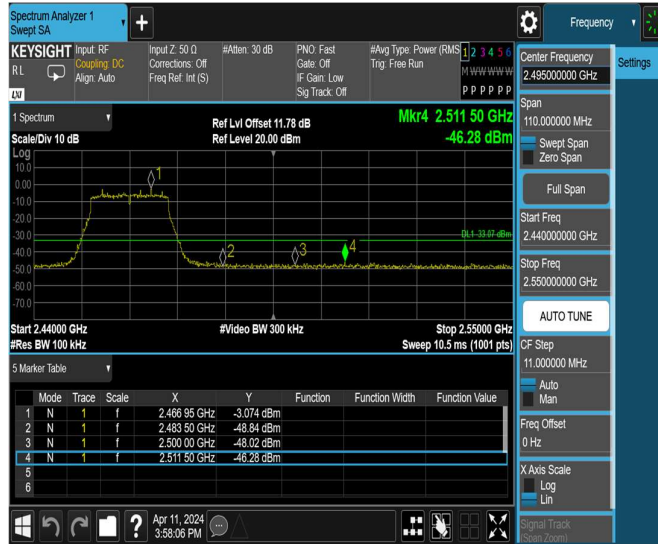 Spectrum Analyzer 1
Swept SA
+
Frequency
KEYSIGHT
RL
LXI
Input: RF
Coupling: DC
Align: Auto
Input Z: 50 Ω
Corrections: Off
Freq Ref: Int (S)
#Atten: 30 dB
PNO: Fast
Gate: Off
IF Gain: Low
Sig Track: Off
#Avg Type: Power (RMS
Trig: Free Run
1 2 3 4 5 6
M W W W W W
P P P P P P
1 Spectrum
Scale/Div 10 dB
Ref Lvl Offset 11.78 dB
Ref Level 20.00 dBm
Mkr4 2.511 50 GHz
-46.28 dBm
Log
10.0
0.00
-10.0
-20.0
-30.0
-40.0
-50.0
-60.0
-70.0
1
2
3
4
DL1 -33.07 dBm
Start 2.44000 GHz
#Video BW 300 kHz
Stop 2.55000 GHz
#Res BW 100 kHz
Sweep 10.5 ms (1001 pts)
5 Marker Table
Mode Trace Scale X Y Function Function Width Function Value
1 N 1 f 2.466 95 GHz -3.074 dBm
2 N 1 f 2.483 50 GHz -48.84 dBm
3 N 1 f 2.500 00 GHz -48.02 dBm
4 N 1 f 2.511 50 GHz -46.28 dBm
5
6
Apr 11, 2024
3:58:06 PM
Center Frequency
2.495000000 GHz
Settings
Span
110.000000 MHz
Swept Span
Zero Span
Full Span
Start Freq
2.440000000 GHz
Stop Freq
2.550000000 GHz
AUTO TUNE
CF Step
11.000000 MHz
Auto
Man
Freq Offset
0 Hz
X Axis Scale
Log
Lin
Signal Track
(Span Zoom)